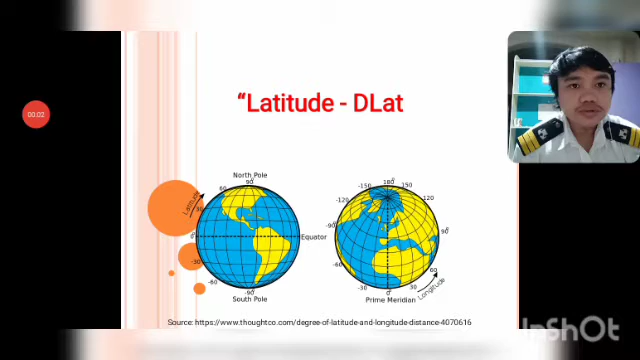 00:02
“Latitude - DLat
North Pole
90°
60
30
0°
-30
-60
-90°
South Pole
Latitude
Equator
180°
-150
150
-120
120
-90°
90°
-60
60
-30
30
0°
Prime Meridian
Longitude
Source: https://www.thoughtco.com/degree-of-latitude-and-longitude-distance-4070616
InShOt